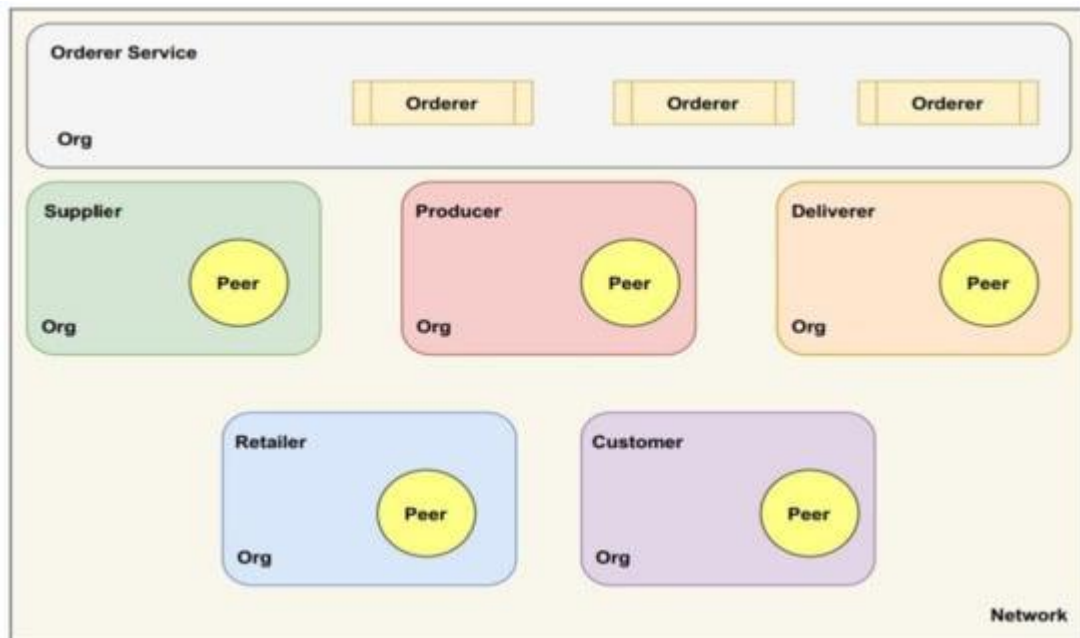 Orderer Service
Orderer Orderer Orderer
Org
Supplier Producer Deliverer
Peer Peer Peer
Org Org Org
Retailer Customer
Peer Peer
Org Org
Network